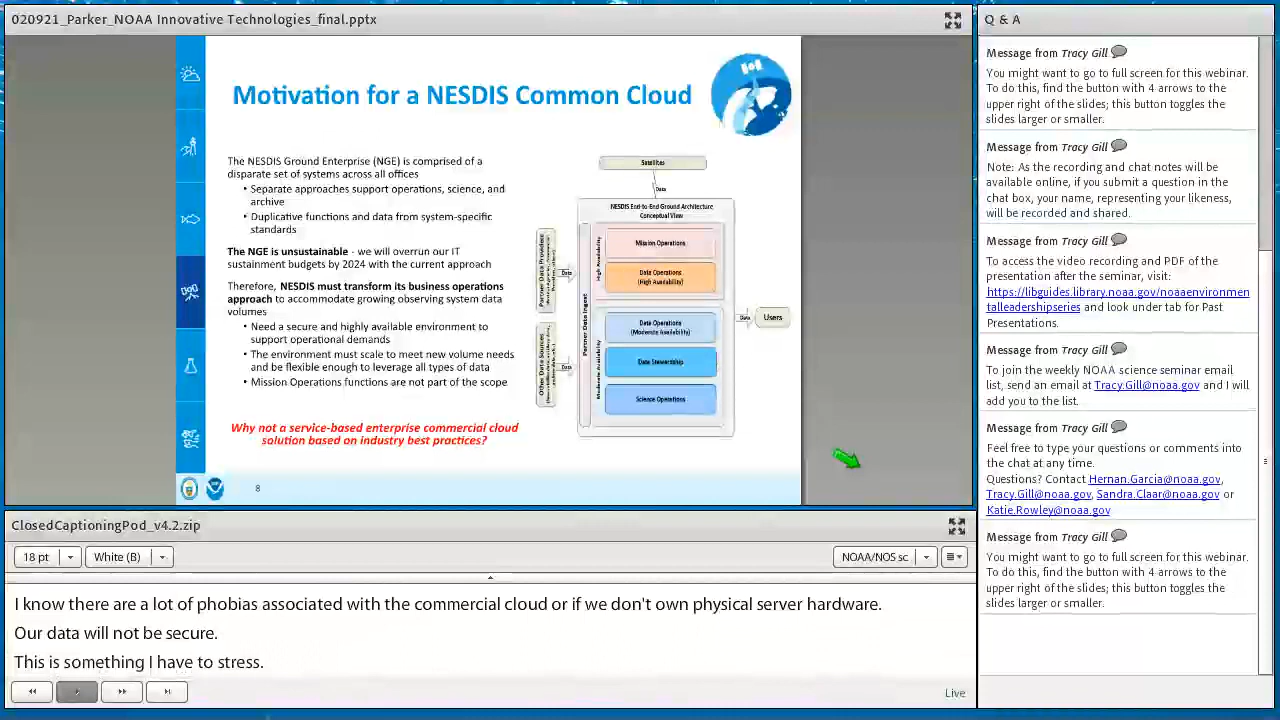 020921_Parker_NOAA Innovative Technologies_final.pptx
Motivation for a NESDIS Common Cloud
The NESDIS Ground Enterprise (NGE) is comprised of a
disparate set of systems across all offices
• Separate approaches support operations, science, and
archive
• Duplicative functions and data from system-specific
standards
The NGE is unsustainable - we will overrun our IT
sustainment budgets by 2024 with the current approach
Therefore, NESDIS must transform its business operations
approach to accommodate growing observing system data
volumes
• Need a secure and highly available environment to
support operational demands
• The environment must scale to meet new volume needs
and be flexible enough to leverage all types of data
• Mission Operations functions are not part of the scope
Why not a service-based enterprise commercial cloud
solution based on industry best practices?
8
Satellites
Data
NESDIS End-to-End Ground Architecture
Conceptual View
Partner Data Providers
Data
Other Data Sources
Data
Partner Data Ingest
High Availability
Mission Operations
Data Operations
(High Availability)
Moderate Availability
Data Operations
(Moderate Availability)
Data Stewardship
Science Operations
Data
Users
ClosedCaptioningPod_v4.2.zip
18 pt
White (B)
NOAA/NOS sc
I know there are a lot of phobias associated with the commercial cloud or if we don't own physical server hardware.
Our data will not be secure.
This is something I have to stress.
Live
Q & A
Message from Tracy Gill
You might want to go to full screen for this webinar.
To do this, find the button with 4 arrows to the
upper right of the slides; this button toggles the
slides larger or smaller.
Message from Tracy Gill
Note: As the recording and chat notes will be
available online, if you submit a question in the
chat box, your name, representing your likeness,
will be recorded and shared.
Message from Tracy Gill
To access the video recording and PDF of the
presentation after the seminar, visit:
https://libguides.library.noaa.gov/noaaenvironmen
talleadershipseries and look under tab for Past
Presentations.
Message from Tracy Gill
To join the weekly NOAA science seminar email
list, send an email at Tracy.Gill@noaa.gov and I will
add you to the list.
Message from Tracy Gill
Feel free to type your questions or comments into
the chat at any time.
Questions? Contact Hernan.Garcia@noaa.gov,
Tracy.Gill@noaa.gov, Sandra.Claar@noaa.gov or
Katie.Rowley@noaa.gov
Message from Tracy Gill
You might want to go to full screen for this webinar.
To do this, find the button with 4 arrows to the
upper right of the slides; this button toggles the
slides larger or smaller.